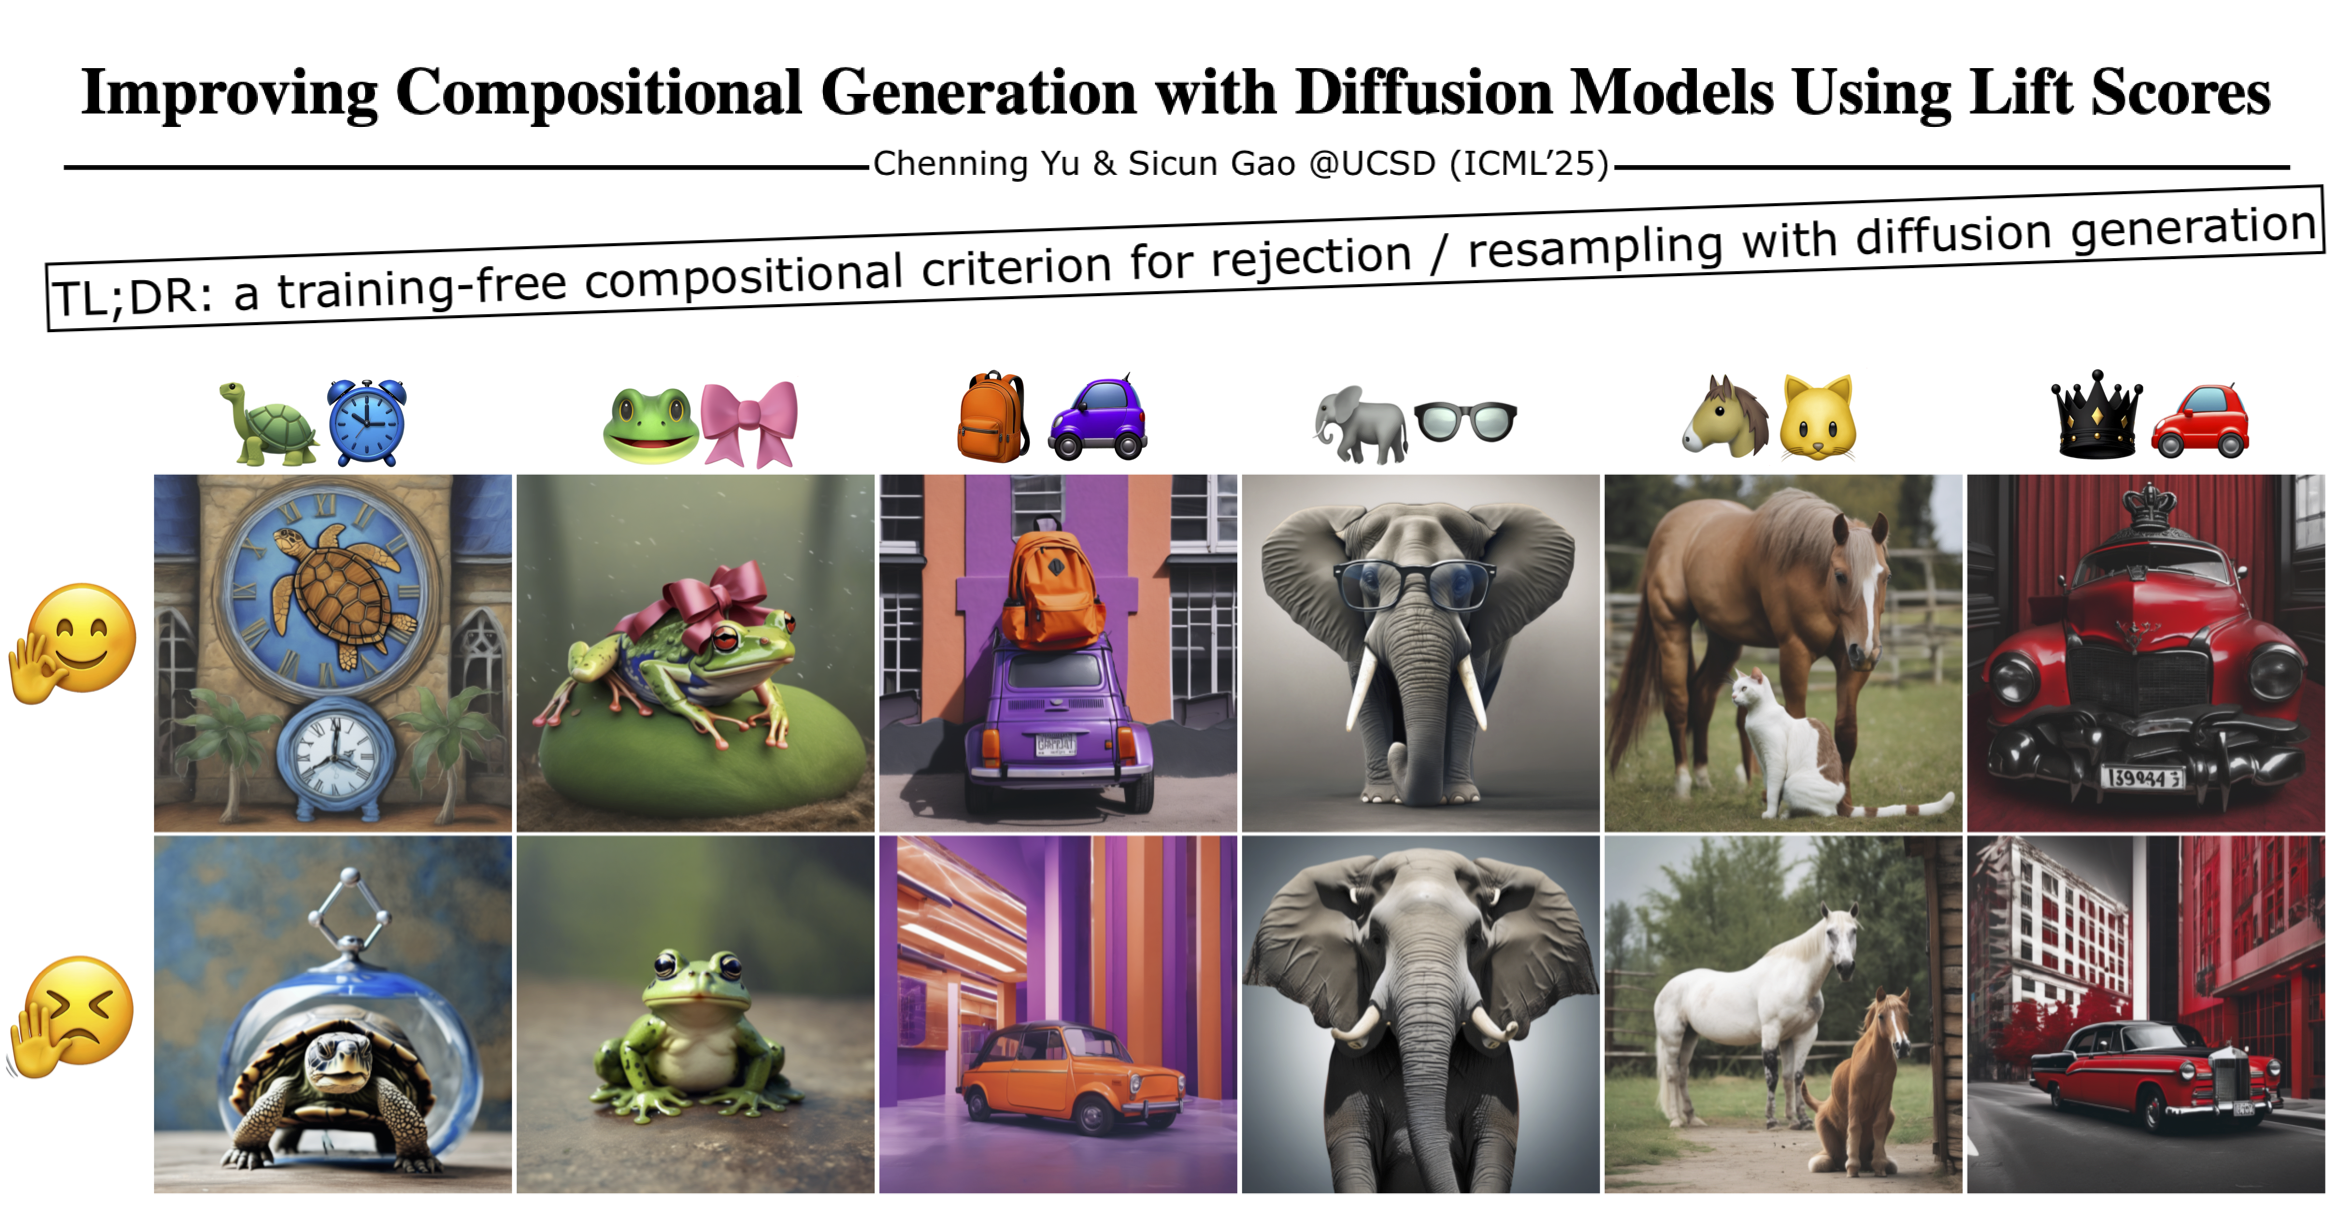 Improving Compositional Generation with Diffusion Models Using Lift Scores
Chenning Yu & Sicun Gao @UCSD (ICML’25)
TL;DR: a training-free compositional criterion for rejection / resampling with diffusion generation